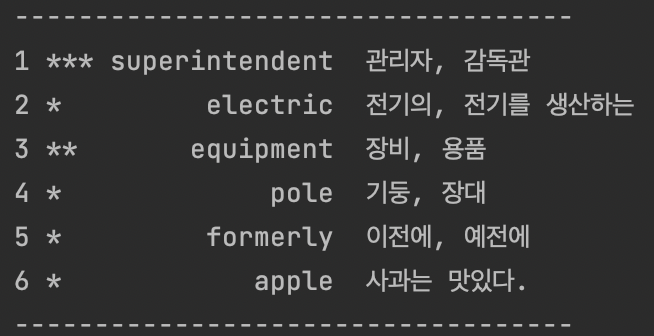 -----------------------------------
1 *** superintendent  관리자, 감독관
2 *         electric  전기의, 전기를 생산하는
3 **       equipment  장비, 용품
4 *             pole  기둥, 장대
5 *         formerly  이전에, 예전에
6 *            apple  사과는 맛있다.
-----------------------------------